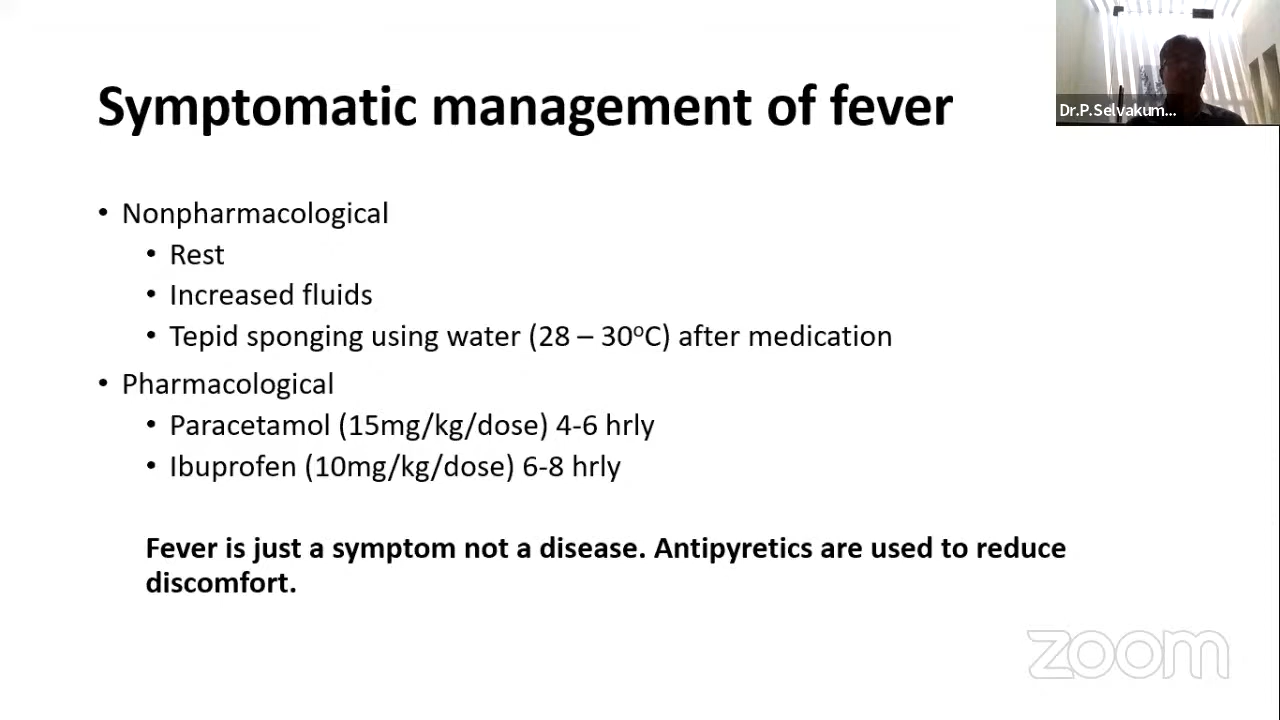 Symptomatic management of fever
Dr.P.Selvakum...
• Nonpharmacological
• Rest
• Increased fluids
• Tepid sponging using water (28 – 30ᵒC) after medication
• Pharmacological
• Paracetamol (15mg/kg/dose) 4-6 hrly
• Ibuprofen (10mg/kg/dose) 6-8 hrly
Fever is just a symptom not a disease. Antipyretics are used to reduce
discomfort.
zoom